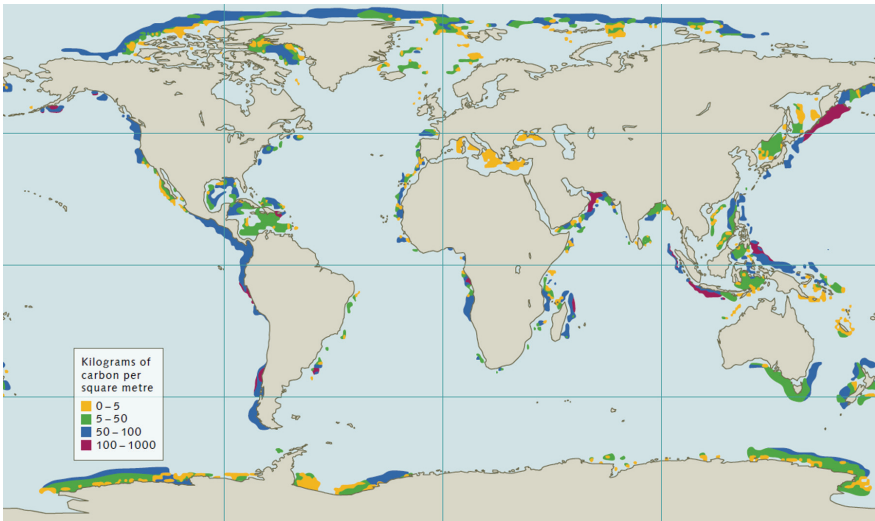 Kilograms of
carbon per
square metre
0–5
5–50
50–100
100–1000